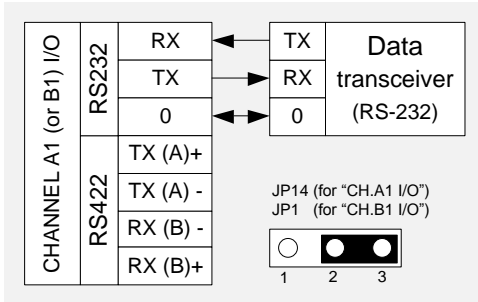 CHANNEL A1 (or B1) I/O
RS232
RX
TX
0
RS422
TX (A)+
TX (A) -
RX (B) -
RX (B)+
TX
RX
0
Data
transceiver
(RS-232)
JP14 (for “CH.A1 I/O”)
JP1 (for “CH.B1 I/O”)
1 2 3